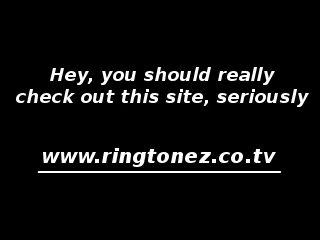 Hey, you should really
check out this site, seriously
www.ringtonez.co.tv